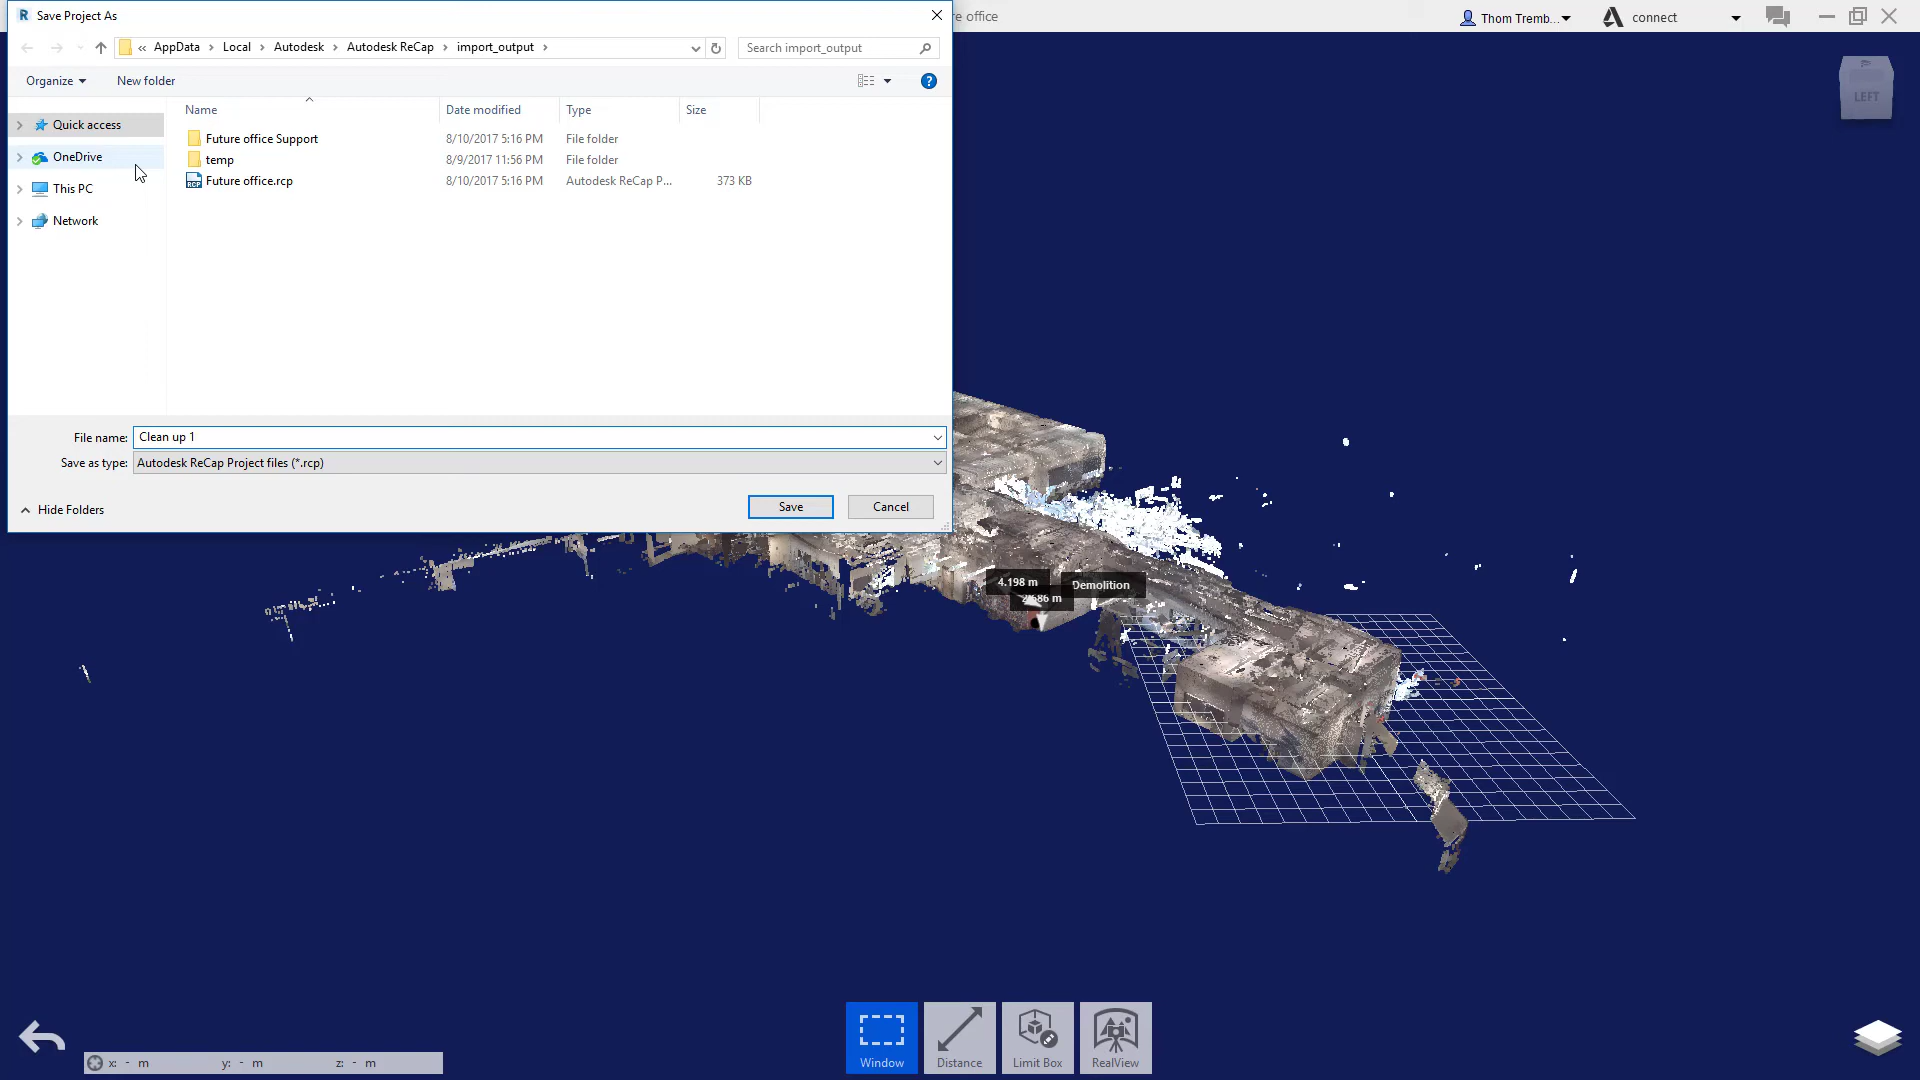 Save Project As
re office
Thom Tremb...
connect
« AppData > Local > Autodesk > Autodesk ReCap > import_output >
Search import_output
Organize
New folder
Name
Date modified
Type
Size
Quick access
OneDrive
This PC
Network
Future office Support 8/10/2017 5:16 PM File folder
temp 8/9/2017 11:56 PM File folder
Future office.rcp 8/10/2017 5:16 PM Autodesk ReCap P... 373 KB
LEFT
File name: Clean up 1
Save as type: Autodesk ReCap Project files (*.rcp)
Hide Folders
Save
Cancel
4.198 m
Demolition
x: - m y: - m z: - m
Window
Distance
Limit Box
RealView